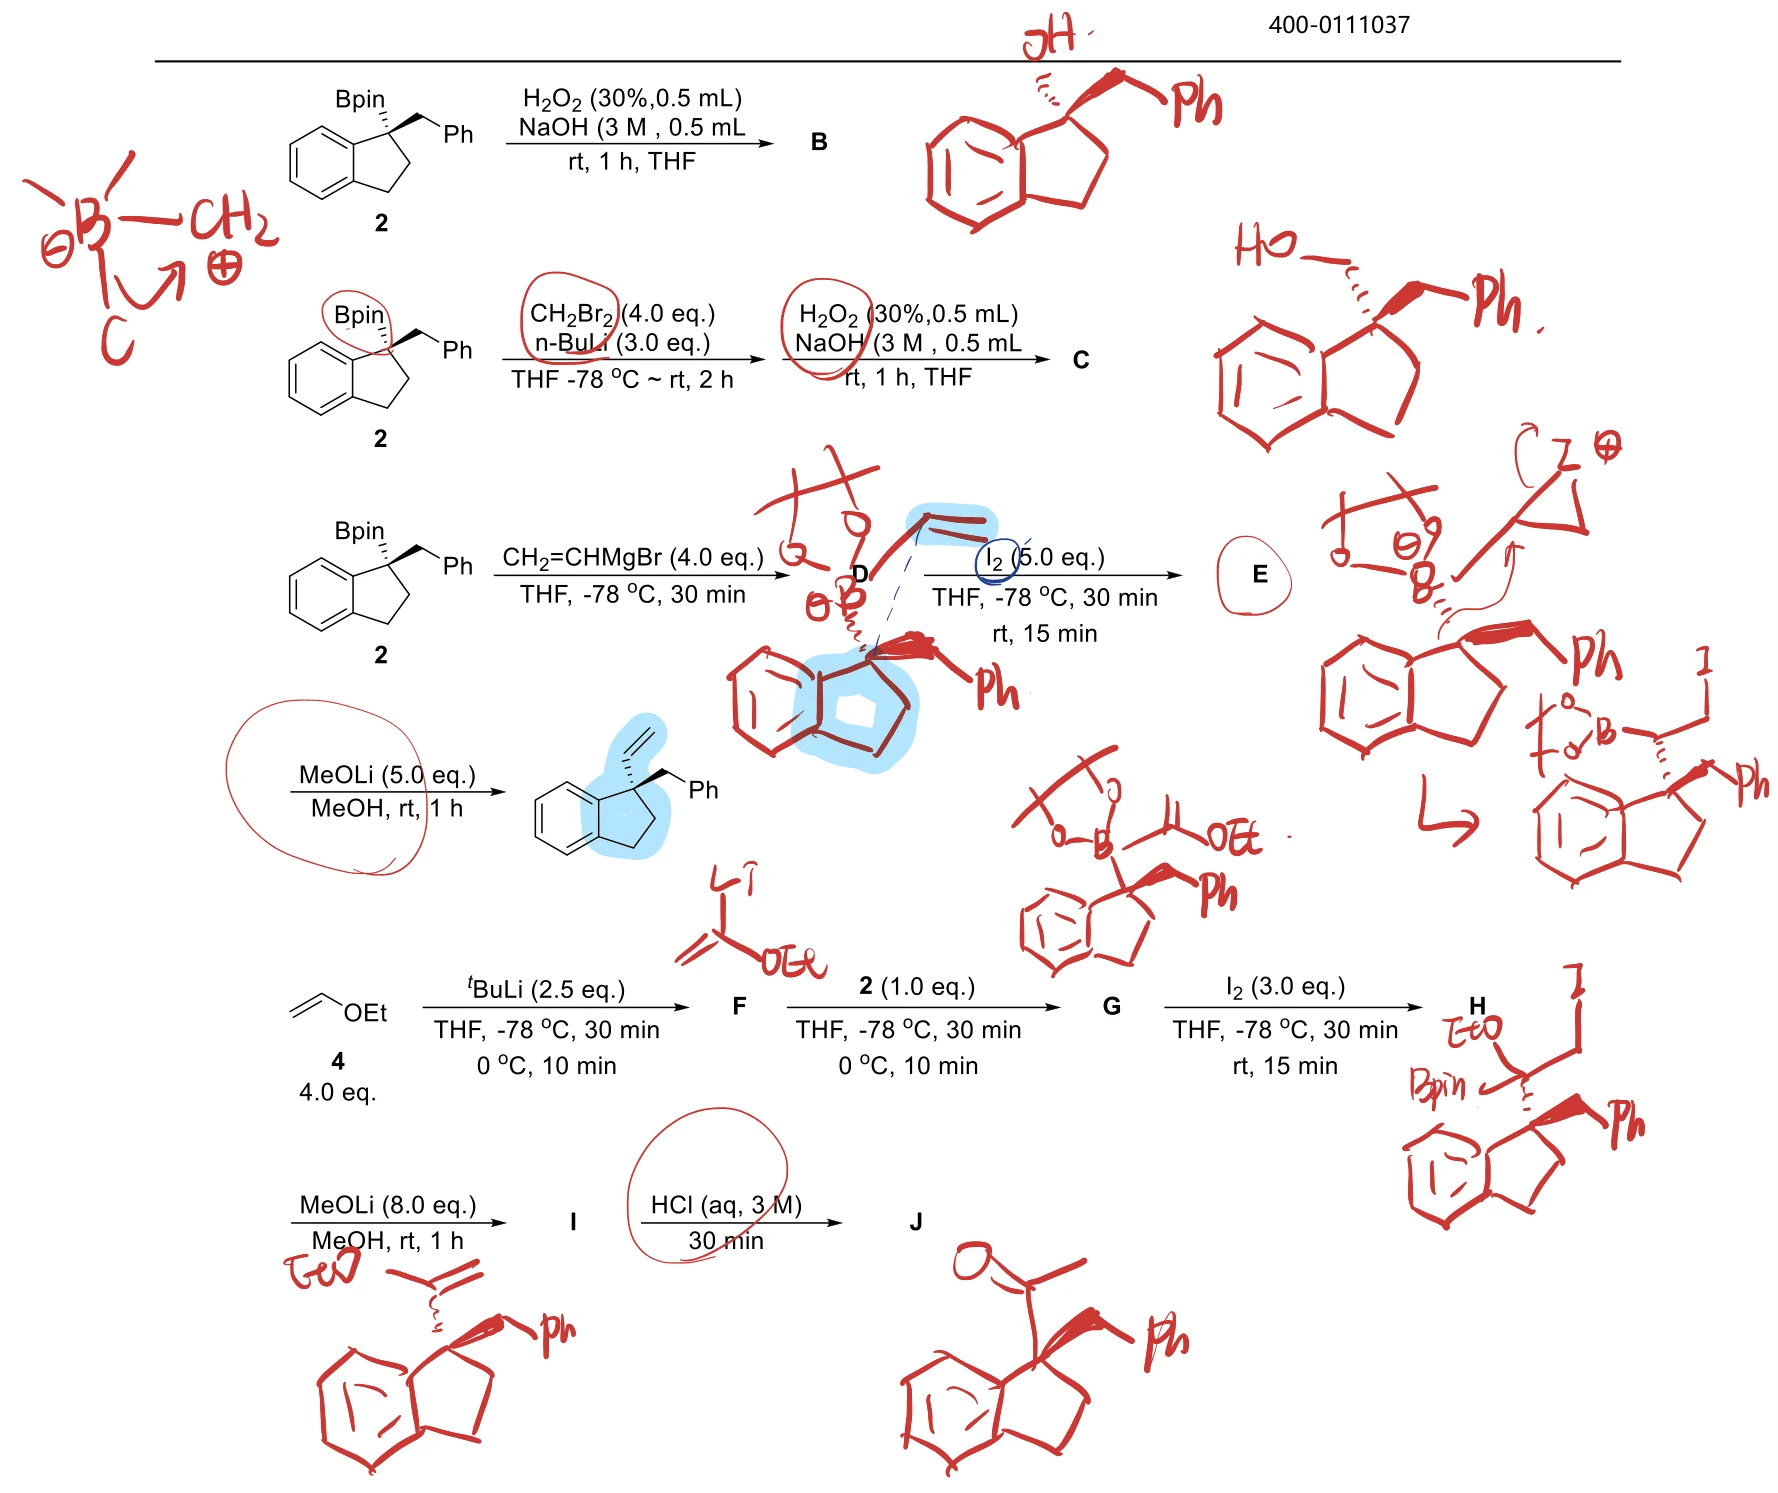 400-0111037
OH
Bpin
Ph
H₂O₂ (30%,0.5 mL)
NaOH (3 M , 0.5 mL
rt, 1 h, THF
B
Ph
2
B
CH₂
⊖
⊕
C
HO
Ph.
Bpin
Ph
CH₂Br₂ (4.0 eq.)
n-BuLi (3.0 eq.)
THF -78 °C ~ rt, 2 h
H₂O₂ (30%,0.5 mL)
NaOH (3 M , 0.5 mL
rt, 1 h, THF
C
2
I ⊕
O
O
B
⊖
Ph
Bpin
Ph
CH₂=CHMgBr (4.0 eq.)
THF, -78 °C, 30 min
D
I₂ (5.0 eq.)
THF, -78 °C, 30 min
rt, 15 min
E
O
O
⊖
B
Ph
2
I
O
B
O
Ph
MeOLi (5.0 eq.)
MeOH, rt, 1 h
Ph
O
O
B
OEt
Ph
Li
OEt
OEt
4
4.0 eq.
ᵗBuLi (2.5 eq.)
THF, -78 °C, 30 min
0 °C, 10 min
F
2 (1.0 eq.)
THF, -78 °C, 30 min
0 °C, 10 min
G
I₂ (3.0 eq.)
THF, -78 °C, 30 min
rt, 15 min
H
I
EtO
Bpin
Ph
MeOLi (8.0 eq.)
MeOH, rt, 1 h
I
HCl (aq, 3 M)
30 min
J
EtO
Ph
O
Ph